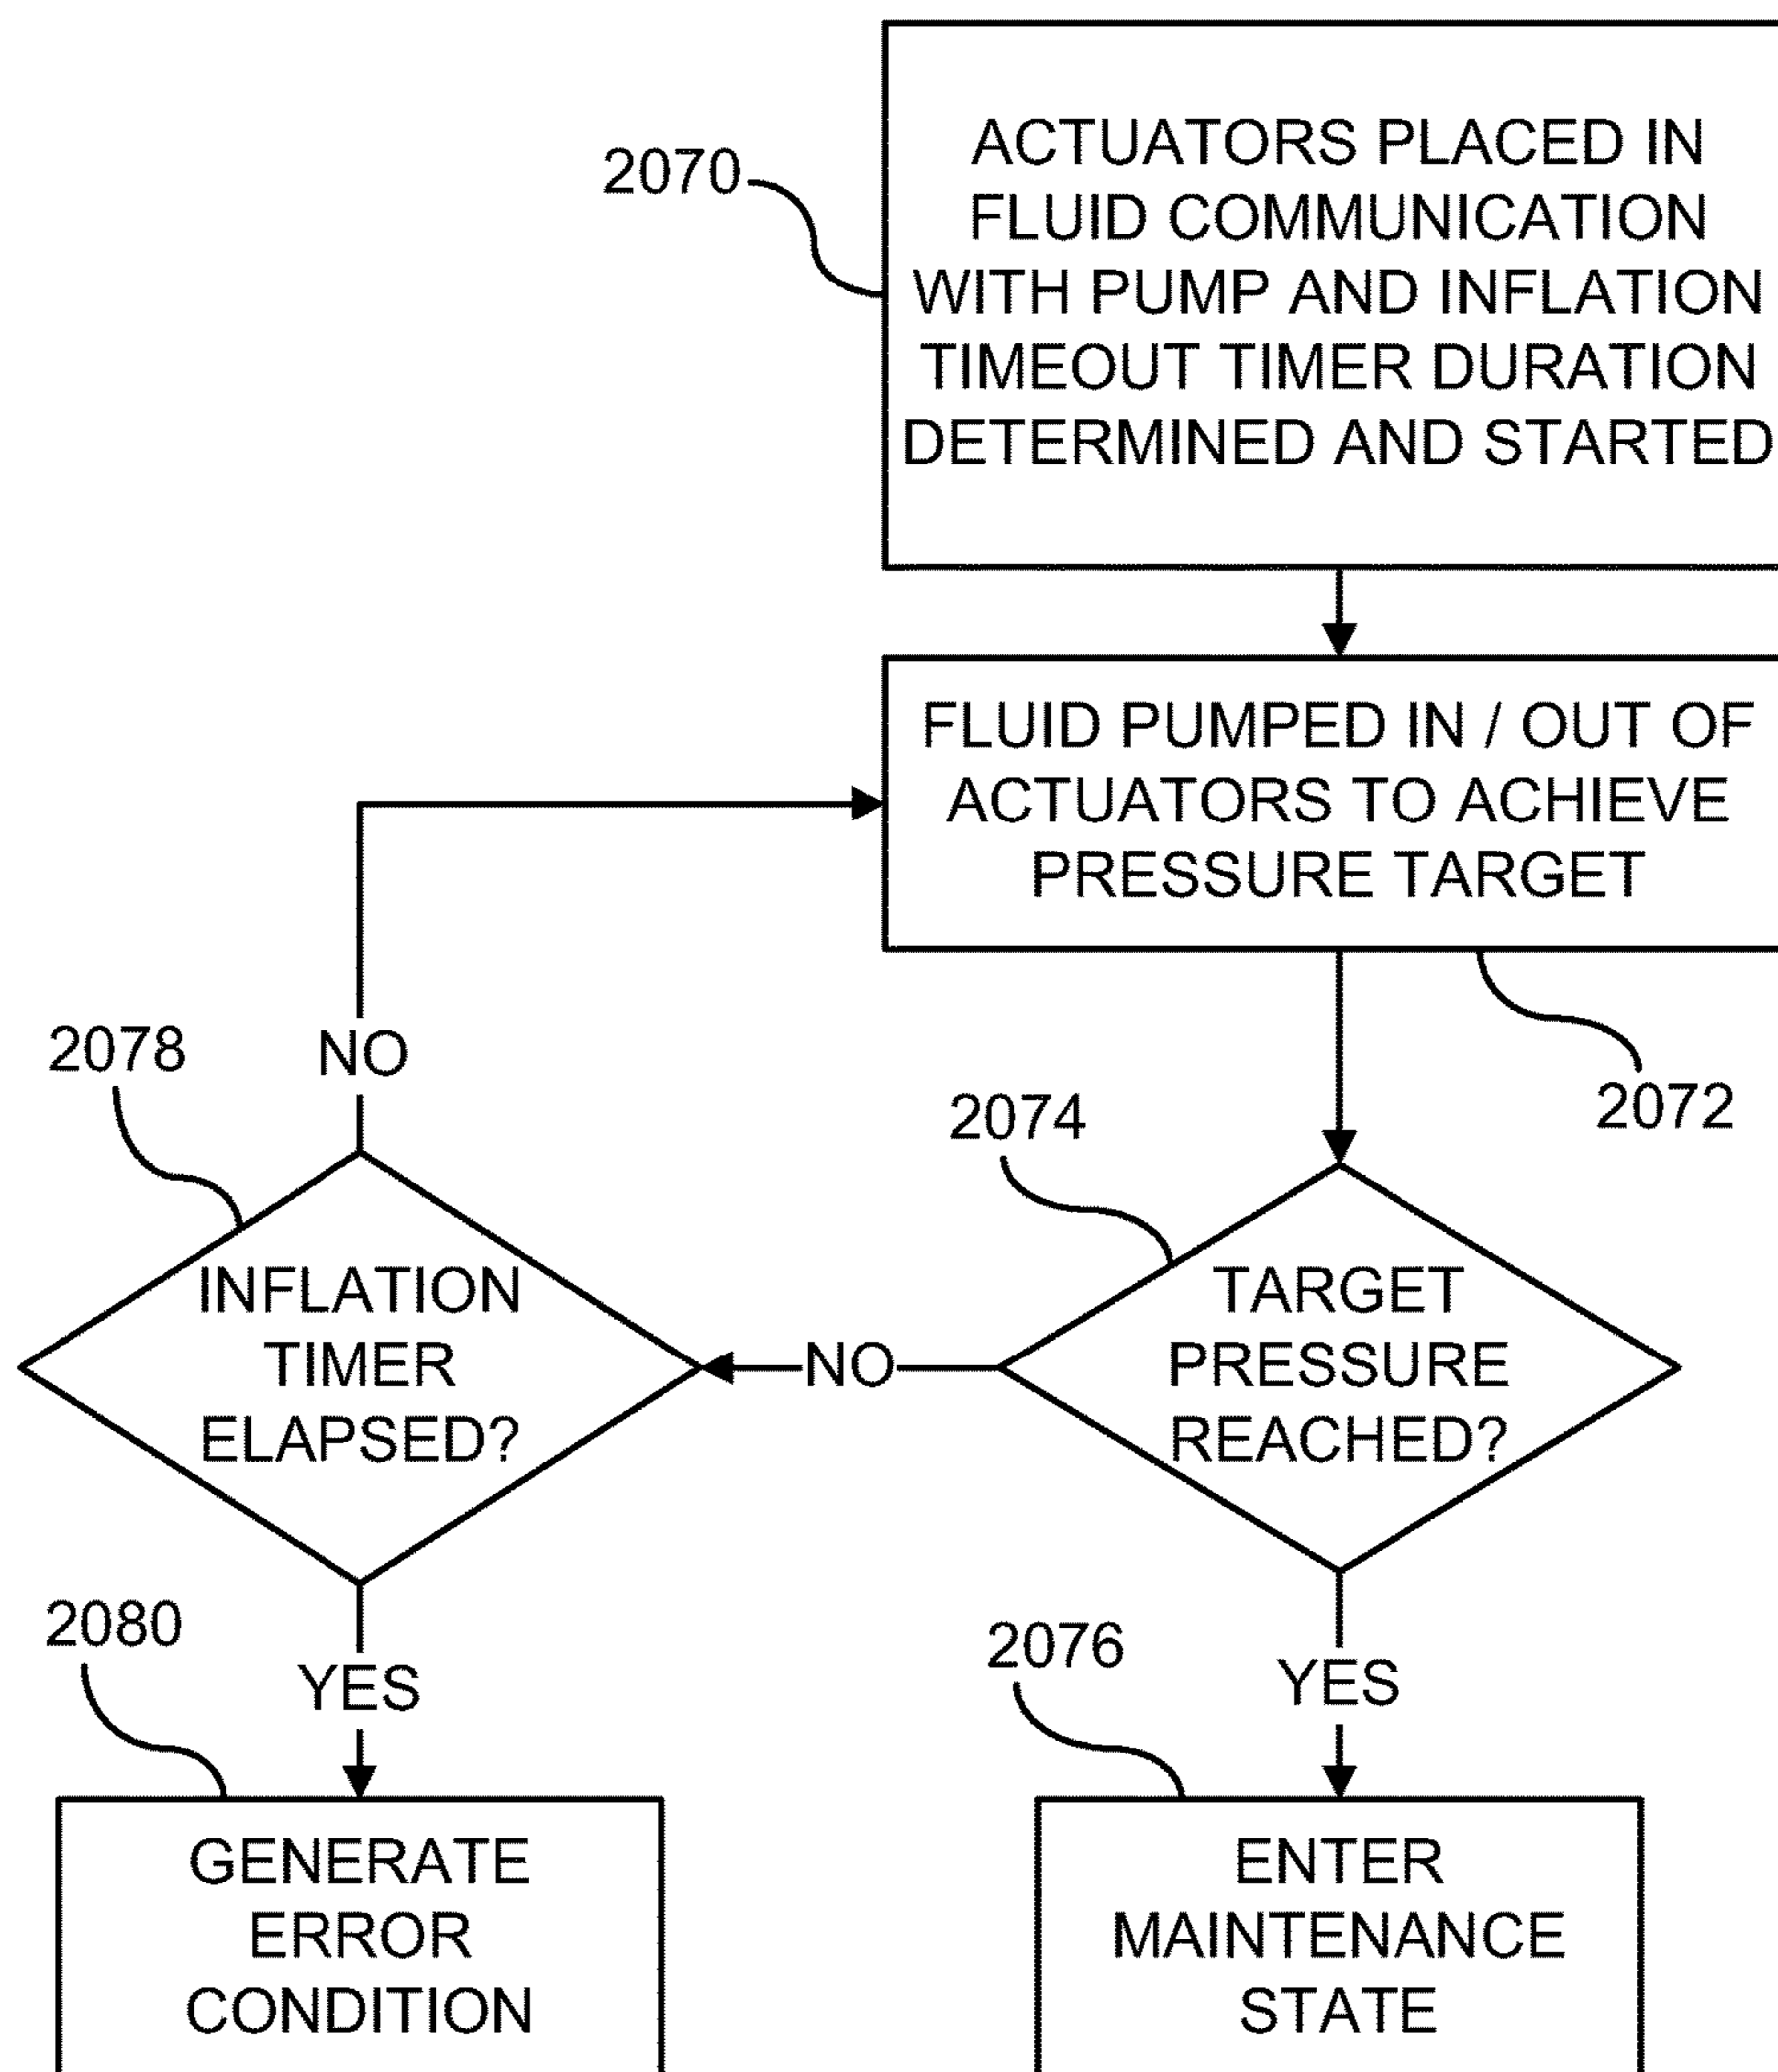 2070
ACTUATORS PLACED IN
FLUID COMMUNICATION
WITH PUMP AND INFLATION
TIMEOUT TIMER DURATION
DETERMINED AND STARTED
FLUID PUMPED IN / OUT OF
ACTUATORS TO ACHIEVE
PRESSURE TARGET
2072
2074
TARGET
PRESSURE
REACHED?
NO
2078
NO
INFLATION
TIMER
ELAPSED?
YES
2080
GENERATE
ERROR
CONDITION
YES
2076
ENTER
MAINTENANCE
STATE